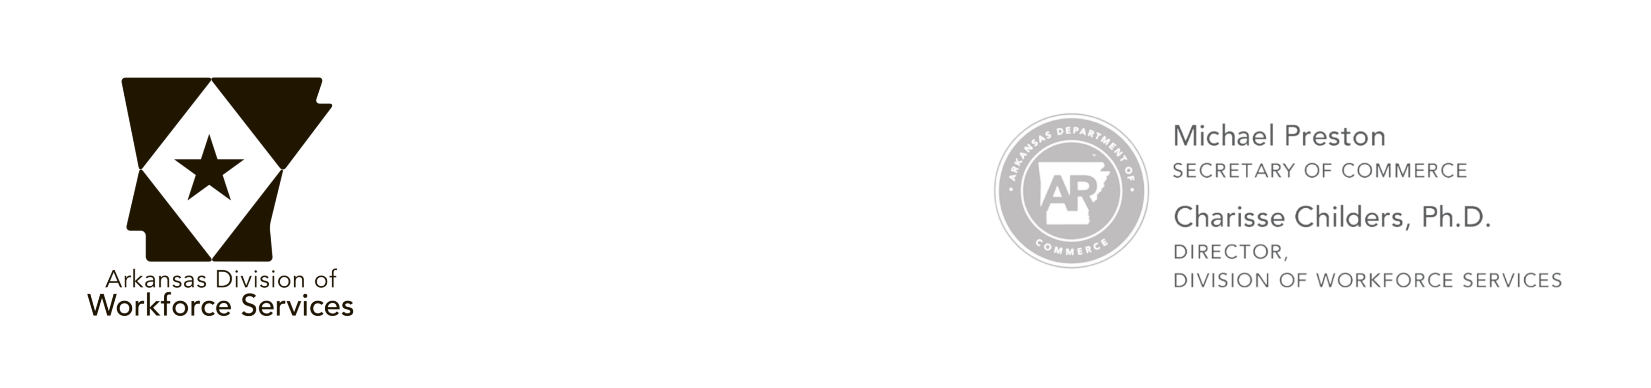 Arkansas Division of
Workforce Services
ARKANSAS DEPARTMENT OF
AR
COMMERCE
Michael Preston
SECRETARY OF COMMERCE
Charisse Childers, Ph.D.
DIRECTOR,
DIVISION OF WORKFORCE SERVICES